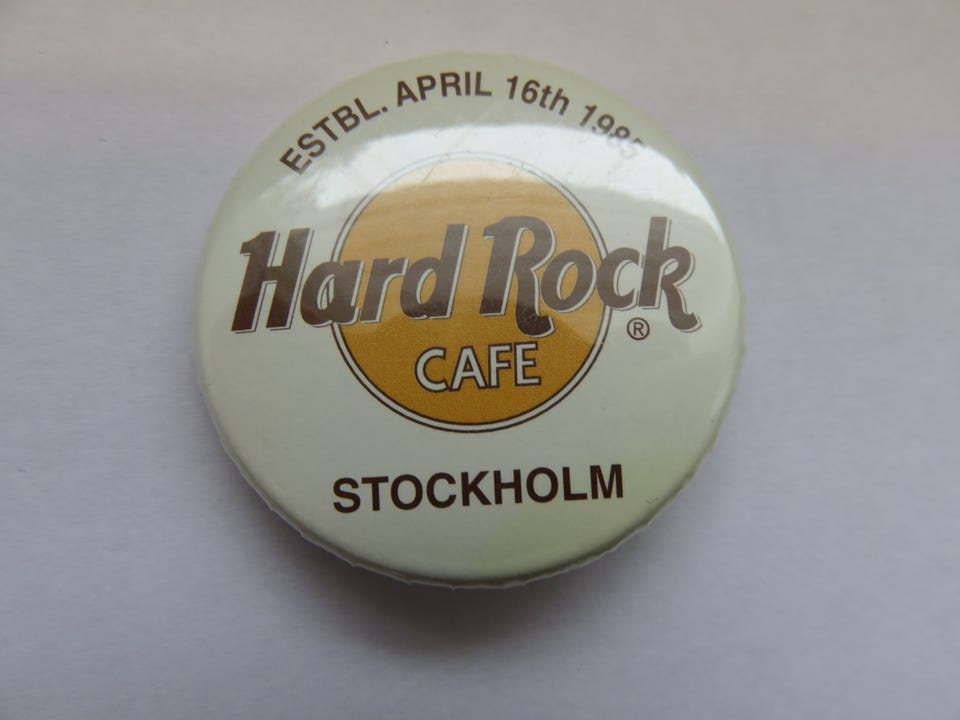 ESTBL. APRIL 16th 1985
Hard Rock ®
CAFE
STOCKHOLM